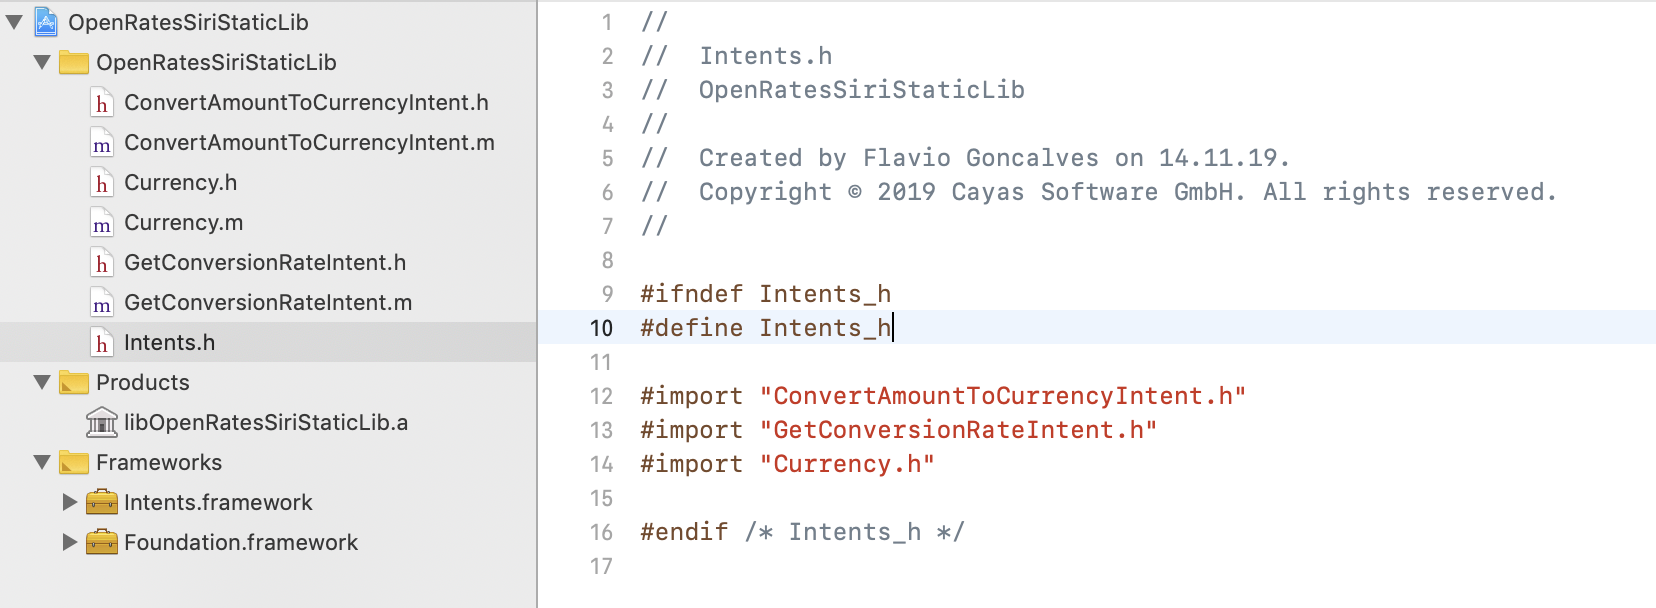 OpenRatesSiriStaticLib
OpenRatesSiriStaticLib
h ConvertAmountToCurrencyIntent.h
m ConvertAmountToCurrencyIntent.m
h Currency.h
m Currency.m
h GetConversionRateIntent.h
m GetConversionRateIntent.m
h Intents.h
Products
libOpenRatesSiriStaticLib.a
Frameworks
Intents.framework
Foundation.framework
1 //
2 //  Intents.h
3 //  OpenRatesSiriStaticLib
4 //
5 //  Created by Flavio Goncalves on 14.11.19.
6 //  Copyright © 2019 Cayas Software GmbH. All rights reserved.
7 //
8
9 #ifndef Intents_h
10 #define Intents_h
11
12 #import "ConvertAmountToCurrencyIntent.h"
13 #import "GetConversionRateIntent.h"
14 #import "Currency.h"
15
16 #endif /* Intents_h */
17